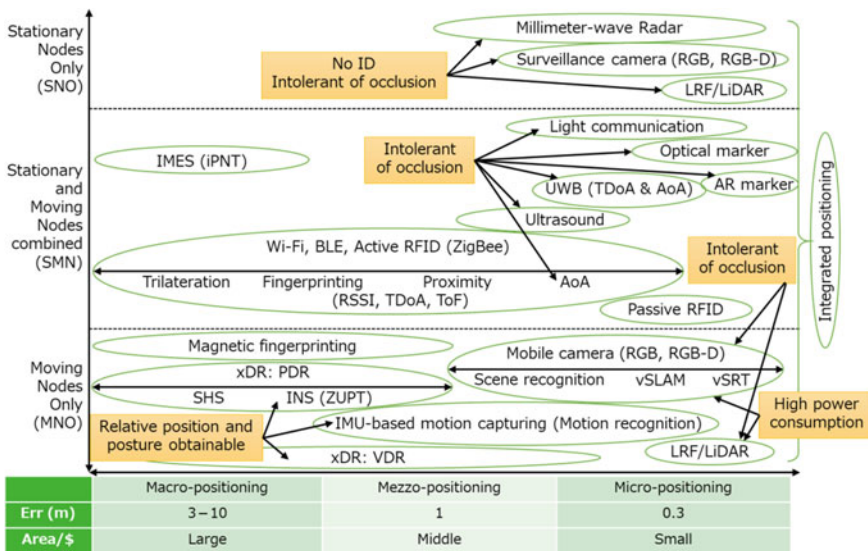 Stationary
Nodes
Only
(SNO)
Millimeter-wave Radar
No ID
Intolerant of occlusion
Surveillance camera (RGB, RGB-D)
LRF/LiDAR
Stationary
and
Moving
Nodes
combined
(SMN)
IMES (iPNT)
Intolerant
of occlusion
Light communication
Optical marker
UWB (TDoA & AoA)
AR marker
Ultrasound
Wi-Fi, BLE, Active RFID (ZigBee)
Trilateration Fingerprinting Proximity AoA
(RSSI, TDoA, ToF)
Intolerant
of occlusion
Passive RFID
Integrated positioning
Moving
Nodes
Only
(MNO)
Magnetic fingerprinting
xDR: PDR
SHS INS (ZUPT)
Mobile camera (RGB, RGB-D)
Scene recognition vSLAM vSRT
Relative position and
posture obtainable
IMU-based motion capturing (Motion recognition)
High power
consumption
xDR: VDR
LRF/LiDAR
Macro-positioning Mezzo-positioning Micro-positioning
Err (m) 3－10 1 0.3
Area/$ Large Middle Small